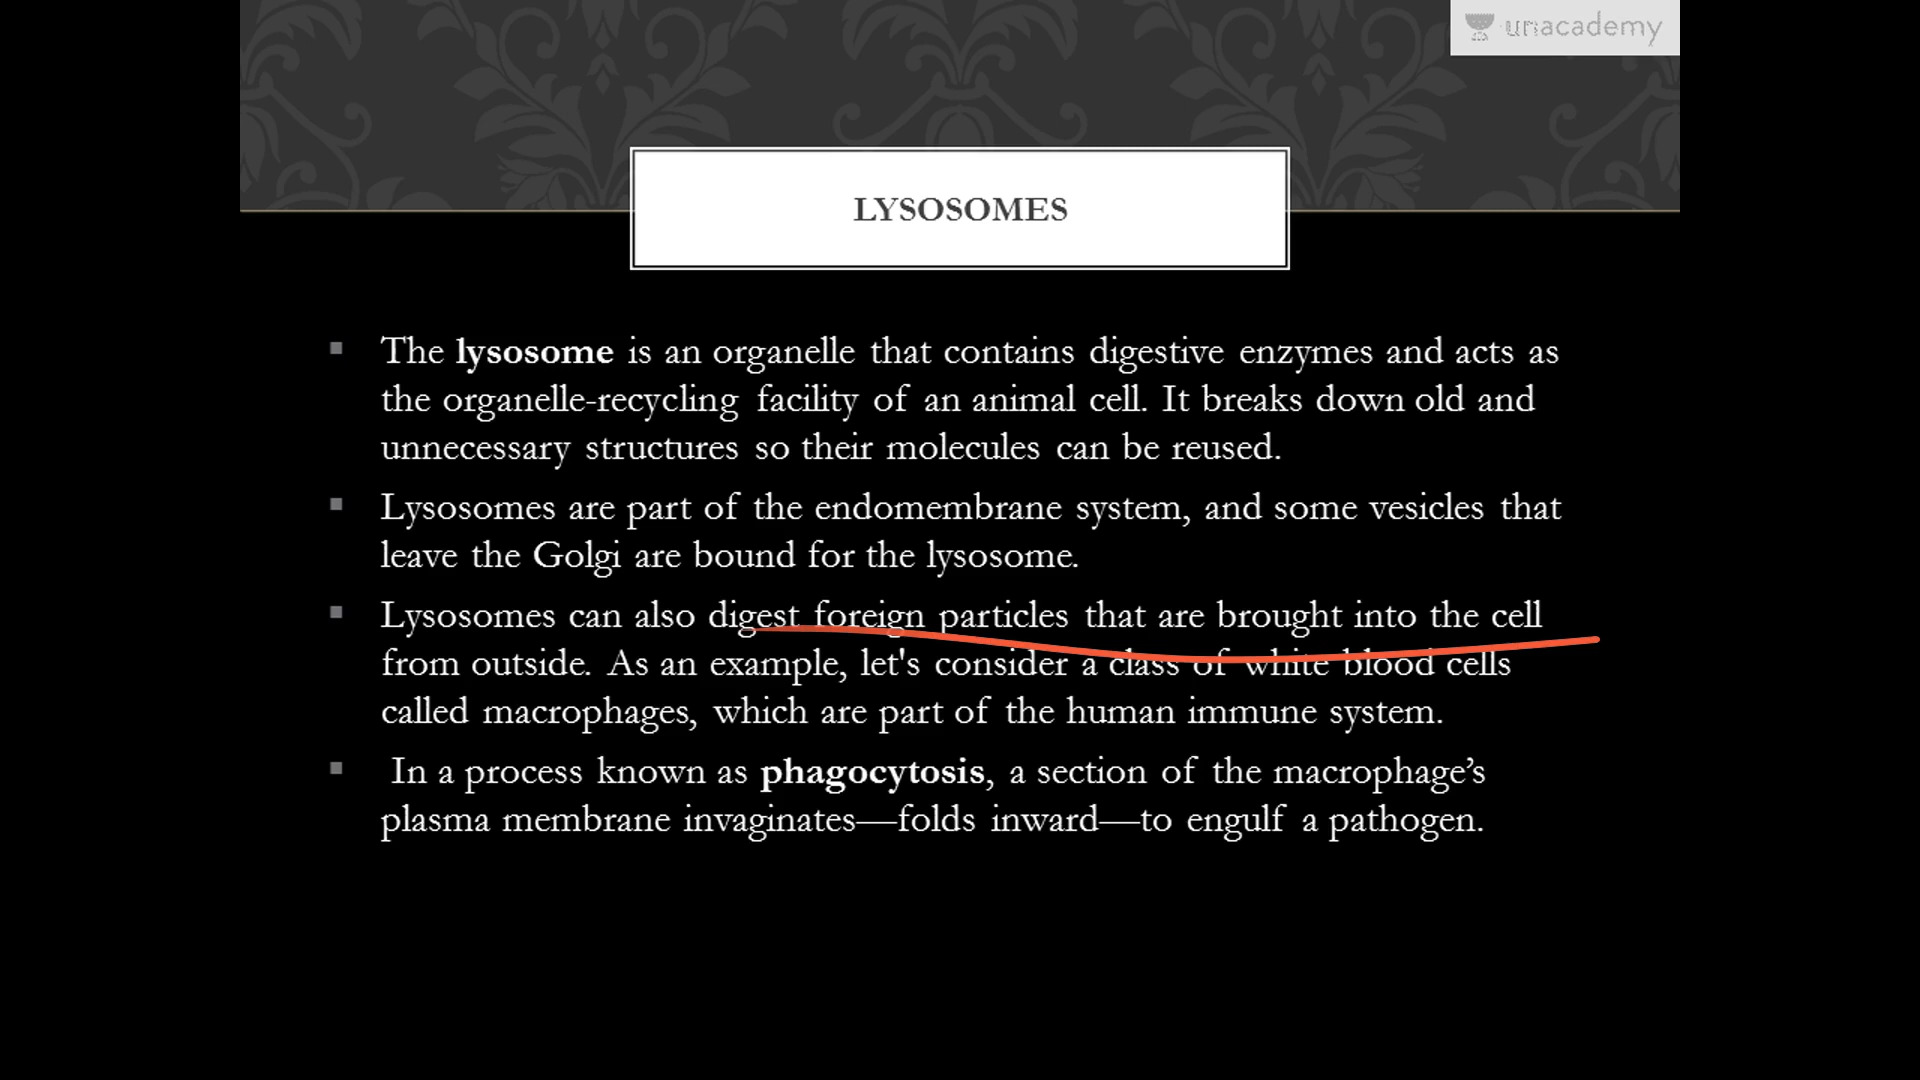 unacademy
LYSOSOMES
▪ The lysosome is an organelle that contains digestive enzymes and acts as
the organelle-recycling facility of an animal cell. It breaks down old and
unnecessary structures so their molecules can be reused.
▪ Lysosomes are part of the endomembrane system, and some vesicles that
leave the Golgi are bound for the lysosome.
▪ Lysosomes can also digest foreign particles that are brought into the cell
from outside. As an example, let's consider a class of white blood cells
called macrophages, which are part of the human immune system.
▪ In a process known as phagocytosis, a section of the macrophage’s
plasma membrane invaginates—folds inward—to engulf a pathogen.